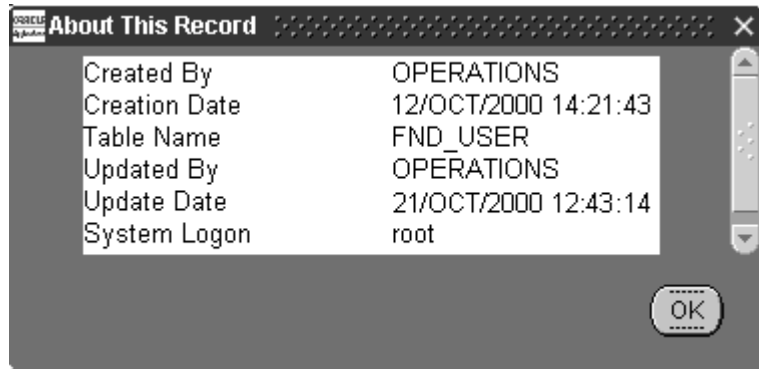 ORACLE About This Record
Created By OPERATIONS
Creation Date 12/OCT/2000 14:21:43
Table Name FND_USER
Updated By OPERATIONS
Update Date 21/OCT/2000 12:43:14
System Logon root
OK